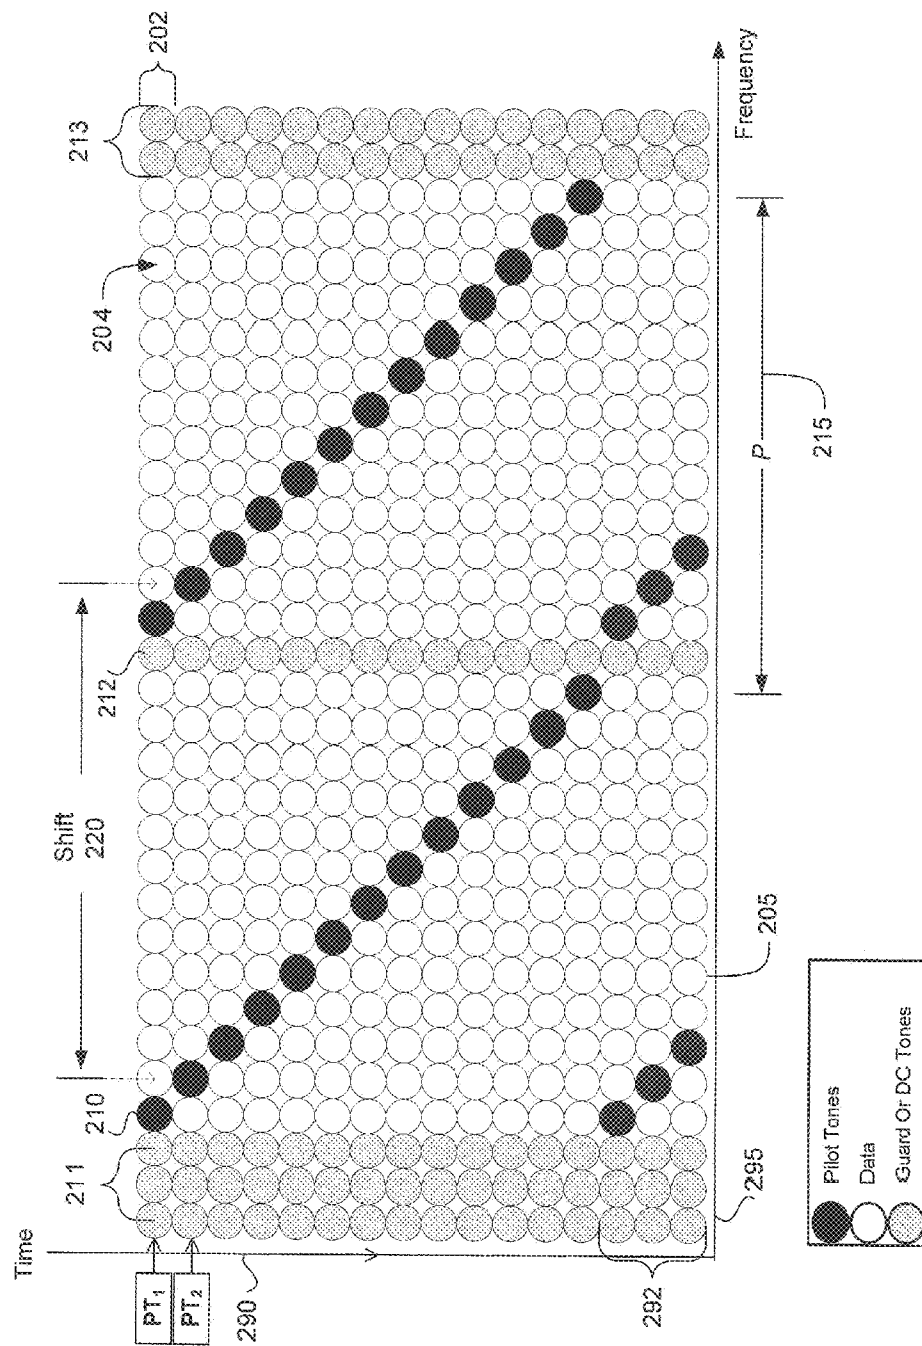 Time
PT1
PT2
290
211
210
Shift
220
212
204
213
202
292
295
205
P
215
Frequency
Pilot Tones
Data
Guard Or DC Tones